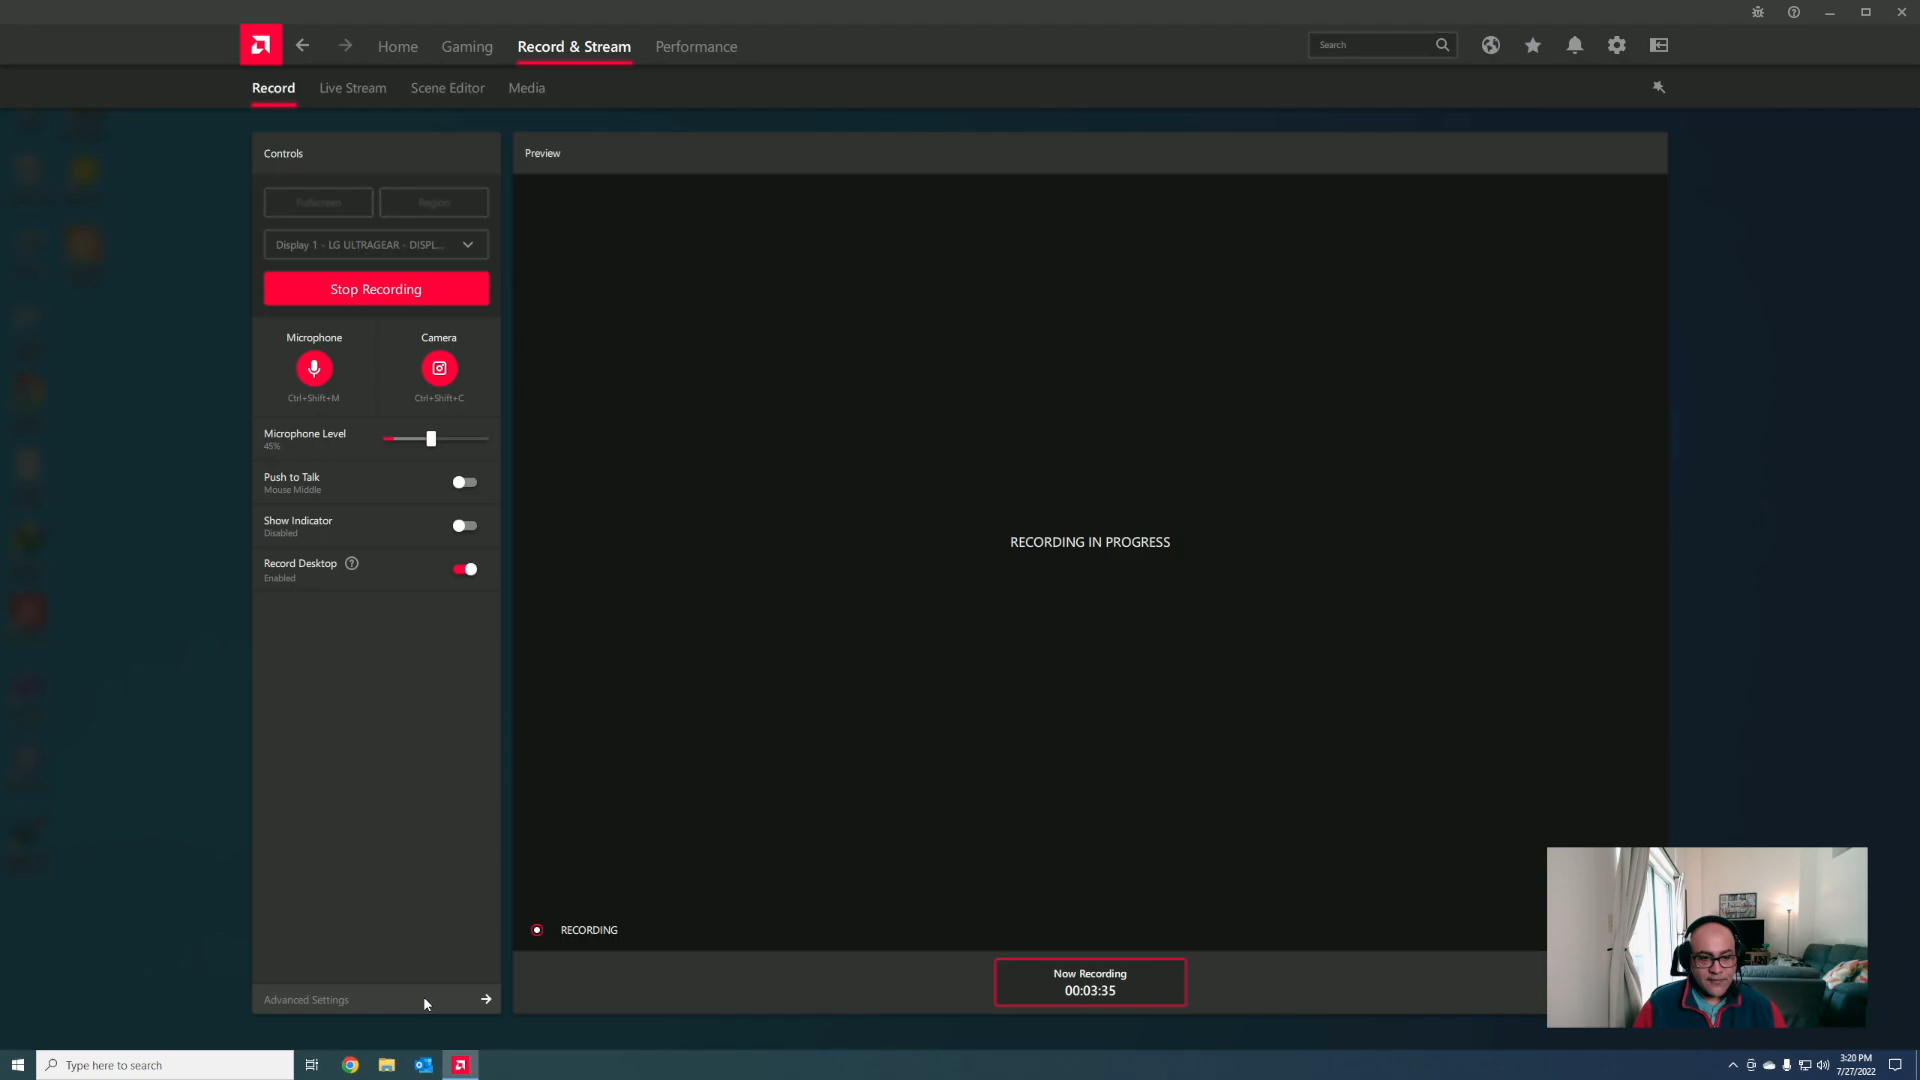 Home
Gaming
Record & Stream
Performance
Search
Record
Live Stream
Scene Editor
Media
Controls
Fullscreen
Region
Display 1 - LG ULTRAGEAR - DISPL...
Stop Recording
Microphone
Camera
Ctrl+Shift+M
Ctrl+Shift+C
Microphone Level
45%
Push to Talk
Mouse Middle
Show Indicator
Disabled
Record Desktop
Enabled
Advanced Settings
Preview
RECORDING IN PROGRESS
RECORDING
Now Recording
00:03:35
Type here to search
3:20 PM
7/27/2022